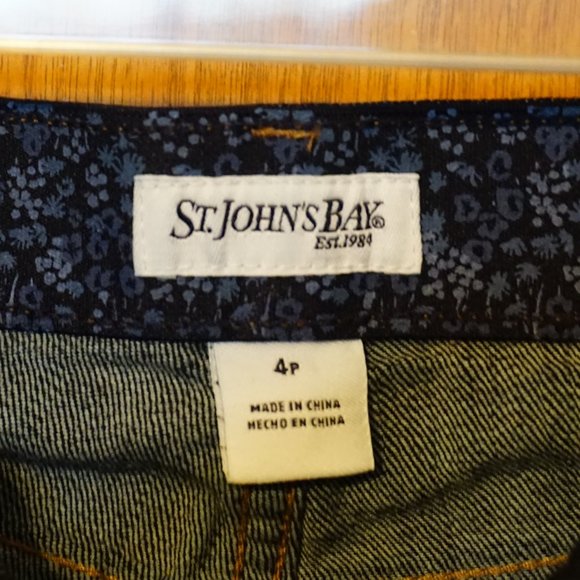 ST. JOHN'S BAY®
EST. 1984
4P
MADE IN CHINA
HECHO EN CHINA